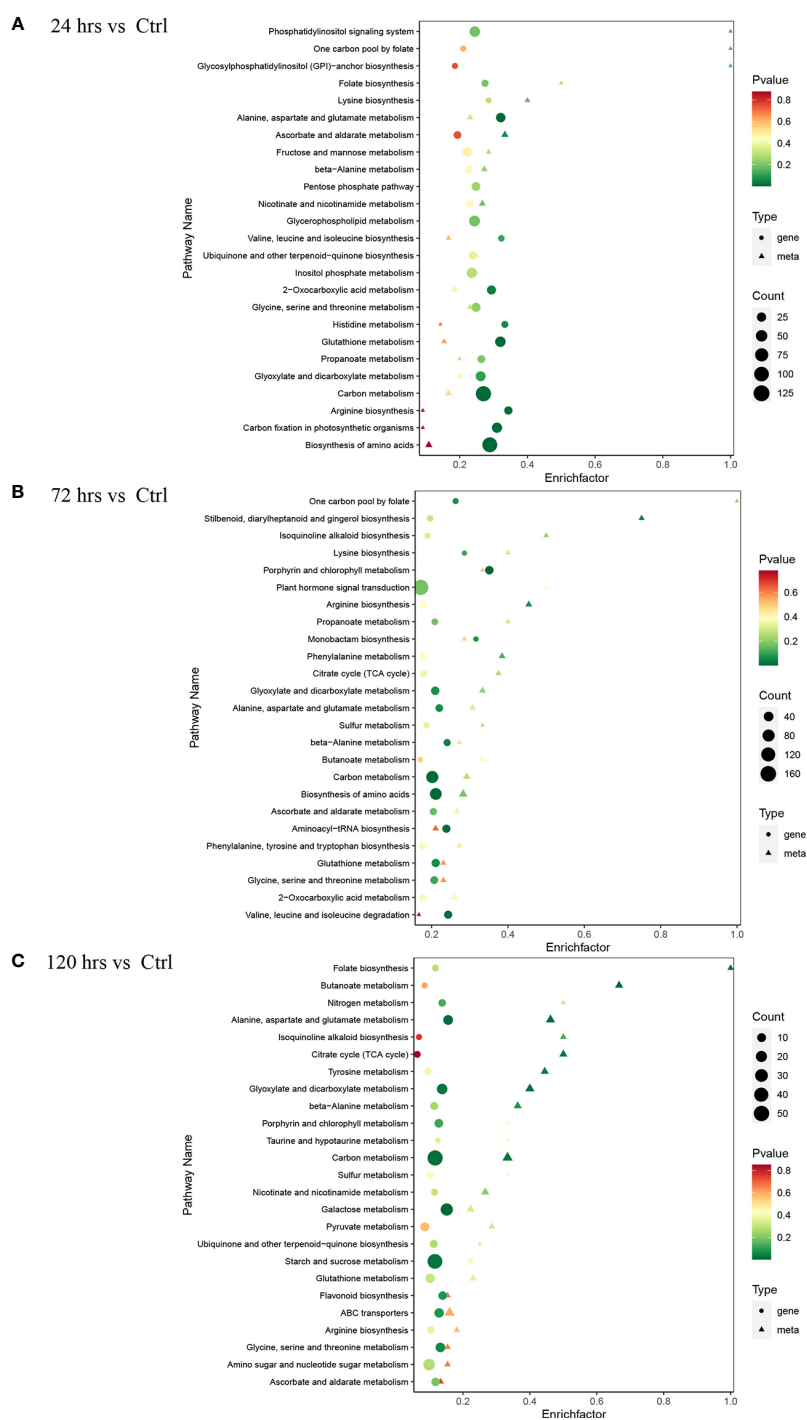 A 24 hrs vs Ctrl
Phosphatidylinositol signaling system
One carbon pool by folate
Glycosylphosphatidylinositol (GPI)−anchor biosynthesis
Folate biosynthesis
Lysine biosynthesis
Alanine, aspartate and glutamate metabolism
Ascorbate and aldarate metabolism
Fructose and mannose metabolism
beta−Alanine metabolism
Pentose phosphate pathway
Nicotinate and nicotinamide metabolism
Glycerophospholipid metabolism
Valine, leucine and isoleucine biosynthesis
Ubiquinone and other terpenoid−quinone biosynthesis
Inositol phosphate metabolism
2−Oxocarboxylic acid metabolism
Glycine, serine and threonine metabolism
Histidine metabolism
Glutathione metabolism
Propanoate metabolism
Glyoxylate and dicarboxylate metabolism
Carbon metabolism
Arginine biosynthesis
Carbon fixation in photosynthetic organisms
Biosynthesis of amino acids
Pathway Name
0.2 0.4 0.6 0.8 1.0
Enrichfactor
Pvalue
0.8
0.6
0.4
0.2
Type
gene
meta
Count
25
50
75
100
125
B 72 hrs vs Ctrl
One carbon pool by folate
Stilbenoid, diarylheptanoid and gingerol biosynthesis
Isoquinoline alkaloid biosynthesis
Lysine biosynthesis
Porphyrin and chlorophyll metabolism
Plant hormone signal transduction
Arginine biosynthesis
Propanoate metabolism
Monobactam biosynthesis
Phenylalanine metabolism
Citrate cycle (TCA cycle)
Glyoxylate and dicarboxylate metabolism
Alanine, aspartate and glutamate metabolism
Sulfur metabolism
beta−Alanine metabolism
Butanoate metabolism
Carbon metabolism
Biosynthesis of amino acids
Ascorbate and aldarate metabolism
Aminoacyl−tRNA biosynthesis
Phenylalanine, tyrosine and tryptophan biosynthesis
Glutathione metabolism
Glycine, serine and threonine metabolism
2−Oxocarboxylic acid metabolism
Valine, leucine and isoleucine degradation
Pathway Name
0.2 0.4 0.6 0.8 1.0
Enrichfactor
Pvalue
0.6
0.4
0.2
Count
40
80
120
160
Type
gene
meta
C 120 hrs vs Ctrl
Folate biosynthesis
Butanoate metabolism
Nitrogen metabolism
Alanine, aspartate and glutamate metabolism
Isoquinoline alkaloid biosynthesis
Citrate cycle (TCA cycle)
Tyrosine metabolism
Glyoxylate and dicarboxylate metabolism
beta−Alanine metabolism
Porphyrin and chlorophyll metabolism
Taurine and hypotaurine metabolism
Carbon metabolism
Sulfur metabolism
Nicotinate and nicotinamide metabolism
Galactose metabolism
Pyruvate metabolism
Ubiquinone and other terpenoid−quinone biosynthesis
Starch and sucrose metabolism
Glutathione metabolism
Flavonoid biosynthesis
ABC transporters
Arginine biosynthesis
Glycine, serine and threonine metabolism
Amino sugar and nucleotide sugar metabolism
Ascorbate and aldarate metabolism
Pathway Name
0.2 0.4 0.6 0.8 1.0
Enrichfactor
Count
10
20
30
40
50
Pvalue
0.8
0.6
0.4
0.2
Type
gene
meta